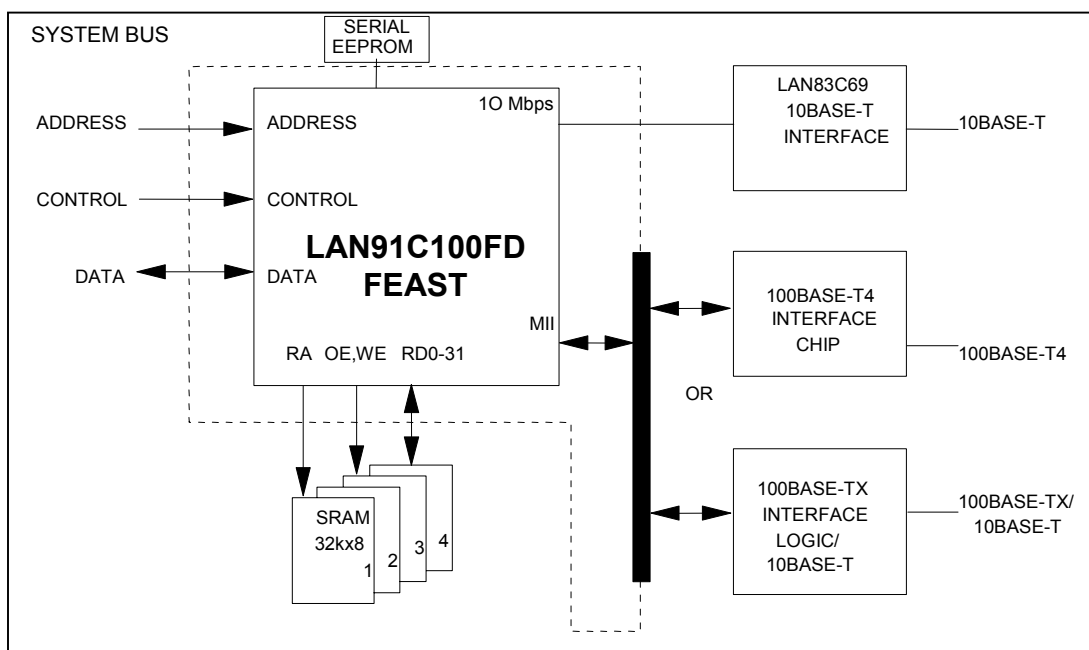 SYSTEM BUS
SERIAL
EEPROM
ADDRESS
CONTROL
DATA
1O Mbps
ADDRESS
CONTROL
LAN91C100FD
FEAST
DATA
MII
RA OE,WE RD0-31
SRAM
32kx8
1
2
3
4
LAN83C69
10BASE-T
INTERFACE
10BASE-T
100BASE-T4
INTERFACE
CHIP
100BASE-T4
OR
100BASE-TX
INTERFACE
LOGIC/
10BASE-T
100BASE-TX/
10BASE-T